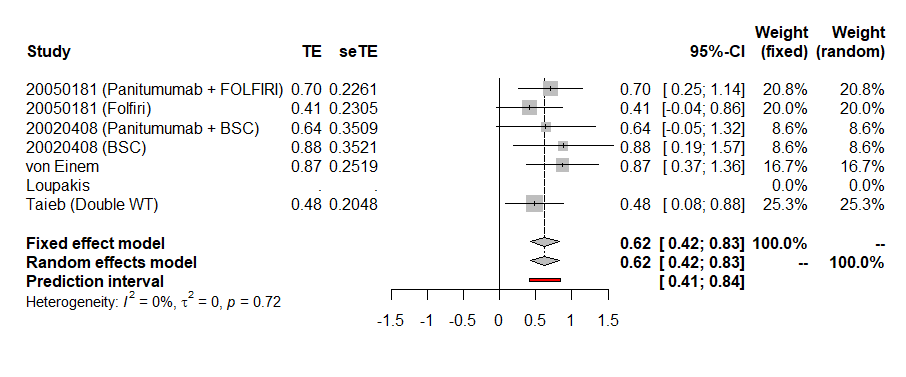 Weight Weight
Study TE seTE 95%-CI (fixed) (random)
20050181 (Panitumumab + FOLFIRI) 0.70 0.2261 0.70 [ 0.25; 1.14] 20.8% 20.8%
20050181 (Folfiri) 0.41 0.2305 0.41 [-0.04; 0.86] 20.0% 20.0%
20020408 (Panitumumab + BSC) 0.64 0.3509 0.64 [-0.05; 1.32] 8.6% 8.6%
20020408 (BSC) 0.88 0.3521 0.88 [ 0.19; 1.57] 8.6% 8.6%
von Einem 0.87 0.2519 0.87 [ 0.37; 1.36] 16.7% 16.7%
Loupakis . . 0.0% 0.0%
Taieb (Double WT) 0.48 0.2048 0.48 [ 0.08; 0.88] 25.3% 25.3%
Fixed effect model 0.62 [ 0.42; 0.83] 100.0% --
Random effects model 0.62 [ 0.42; 0.83] -- 100.0%
Prediction interval [ 0.41; 0.84]
Heterogeneity: I² = 0%, τ² = 0, p = 0.72
-1.5 -1 -0.5 0 0.5 1 1.5